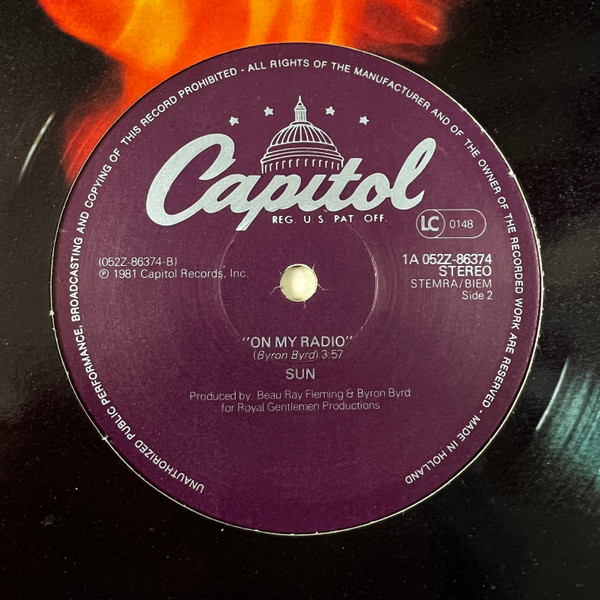 UNAUTHORIZED PUBLIC PERFORMANCE, BROADCASTING AND COPYING OF THIS RECORD PROHIBITED - ALL RIGHTS OF THE MANUFACTURER AND OF THE OWNER OF THE RECORDED WORK ARE RESERVED - MADE IN HOLLAND
Capitol
REG. U.S. PAT. OFF.
LC 0148
(052Z-86374-B)
℗ 1981 Capitol Records, Inc.
1A 052Z-86374
STEREO
STEMRA/BIEM
Side 2
"ON MY RADIO"
(Byron Byrd) 3:57
SUN
Produced by: Beau Ray Fleming & Byron Byrd
for Royal Gentlemen Productions